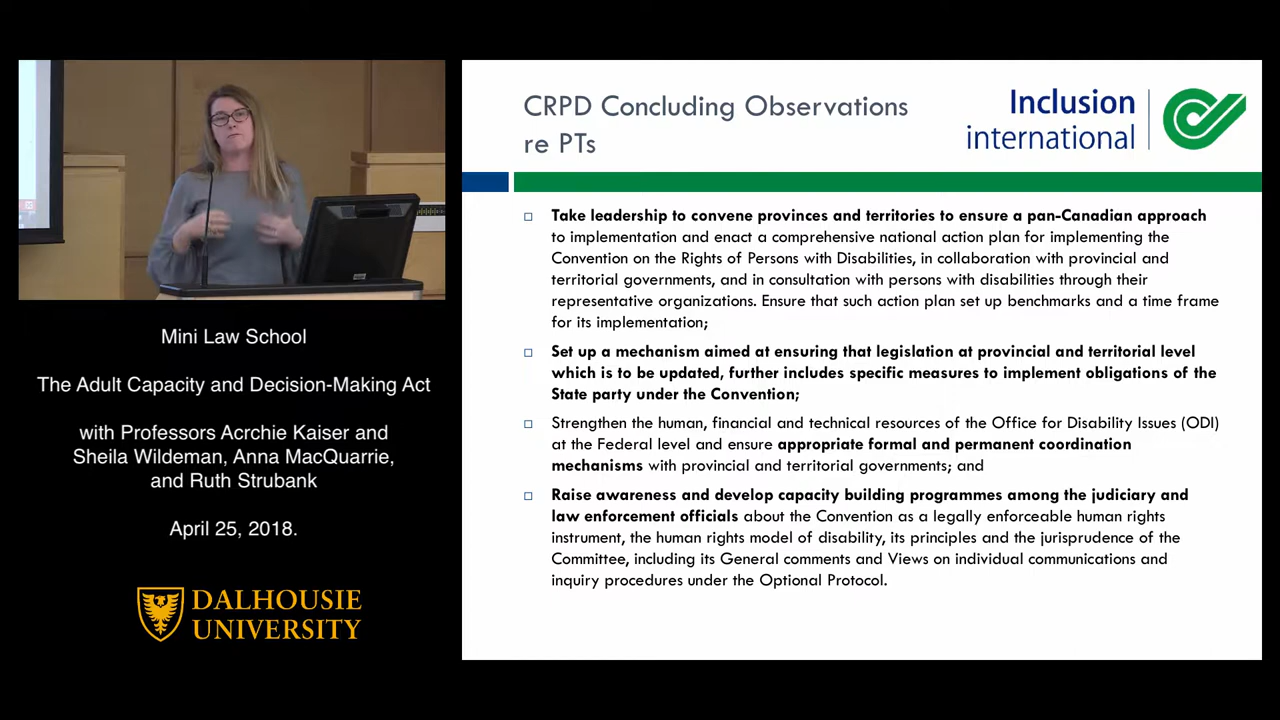 Mini Law School
The Adult Capacity and Decision-Making Act
with Professors Acrchie Kaiser and
Sheila Wildeman, Anna MacQuarrie,
and Ruth Strubank
April 25, 2018.
DALHOUSIE
UNIVERSITY
CRPD Concluding Observations
re PTs
Inclusion
international
Take leadership to convene provinces and territories to ensure a pan-Canadian approach
to implementation and enact a comprehensive national action plan for implementing the
Convention on the Rights of Persons with Disabilities, in collaboration with provincial and
territorial governments, and in consultation with persons with disabilities through their
representative organizations. Ensure that such action plan set up benchmarks and a time frame
for its implementation;
Set up a mechanism aimed at ensuring that legislation at provincial and territorial level
which is to be updated, further includes specific measures to implement obligations of the
State party under the Convention;
Strengthen the human, financial and technical resources of the Office for Disability Issues (ODI)
at the Federal level and ensure appropriate formal and permanent coordination
mechanisms with provincial and territorial governments; and
Raise awareness and develop capacity building programmes among the judiciary and
law enforcement officials about the Convention as a legally enforceable human rights
instrument, the human rights model of disability, its principles and the jurisprudence of the
Committee, including its General comments and Views on individual communications and
inquiry procedures under the Optional Protocol.